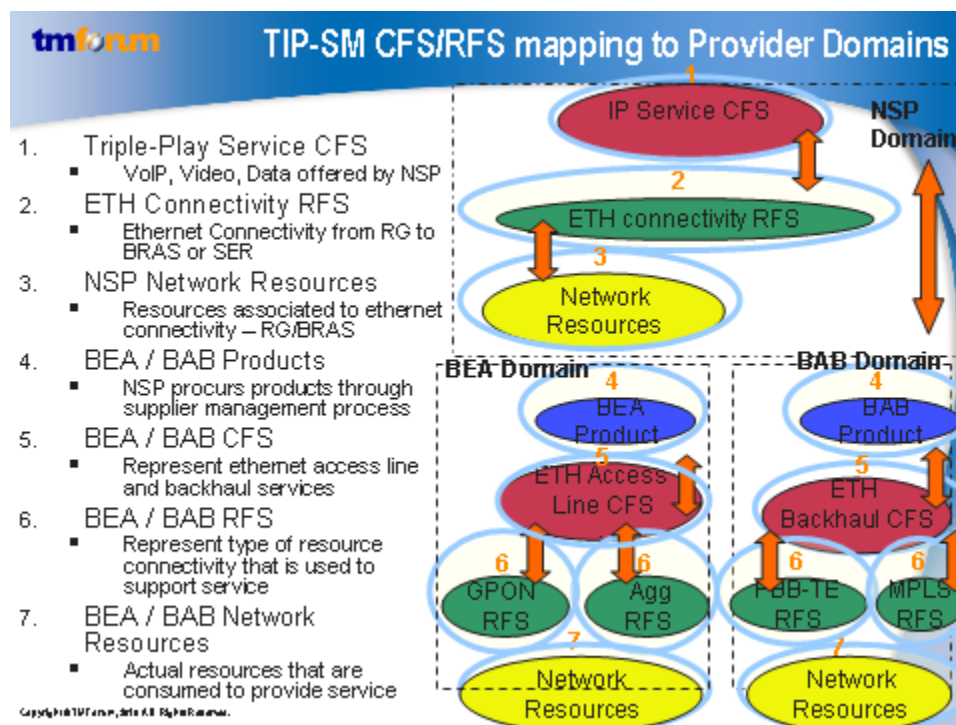 tmforum
TIP-SM CFS/RFS mapping to Provider Domains
1. Triple-Play Service CFS
▪ VoIP, Video, Data offered by NSP
2. ETH Connectivity RFS
▪ Ethernet Connectivity from RG to
BRAS or SER
3. NSP Network Resources
▪ Resources associated to ethernet
connectivity – RG/BRAS
4. BEA / BAB Products
▪ NSP procurs products through
supplier management process
5. BEA / BAB CFS
▪ Represent ethernet access line
and backhaul services
6. BEA / BAB RFS
▪ Represent type of resource
connectivity that is used to
support service
7. BEA / BAB Network
Resources
▪ Actual resources that are
consumed to provide service
1
IP Service CFS
NSP
Domain
2
ETH connectivity RFS
3
Network
Resources
BEA Domain
4
BEA
Product
5
ETH Access
Line CFS
6
GPON
RFS
6
Agg
RFS
7
Network
Resources
BAB Domain
4
BAB
Product
5
ETH
Backhaul CFS
6
PBB-TE
RFS
6
MPLS
RFS
7
Network
Resources
All Rights Reserved.